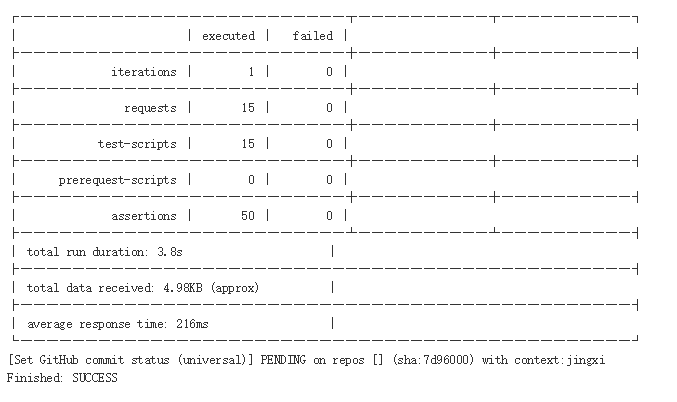 executed | failed |
iterations | 1 | 0 |
requests | 15 | 0 |
test-scripts | 15 | 0 |
prerequest-scripts | 0 | 0 |
assertions | 50 | 0 |
total run duration: 3.8s
total data received: 4.98KB (approx)
average response time: 216ms
[Set GitHub commit status (universal)] PENDING on repos [] (sha:7d96000) with context:jingxi
Finished: SUCCESS